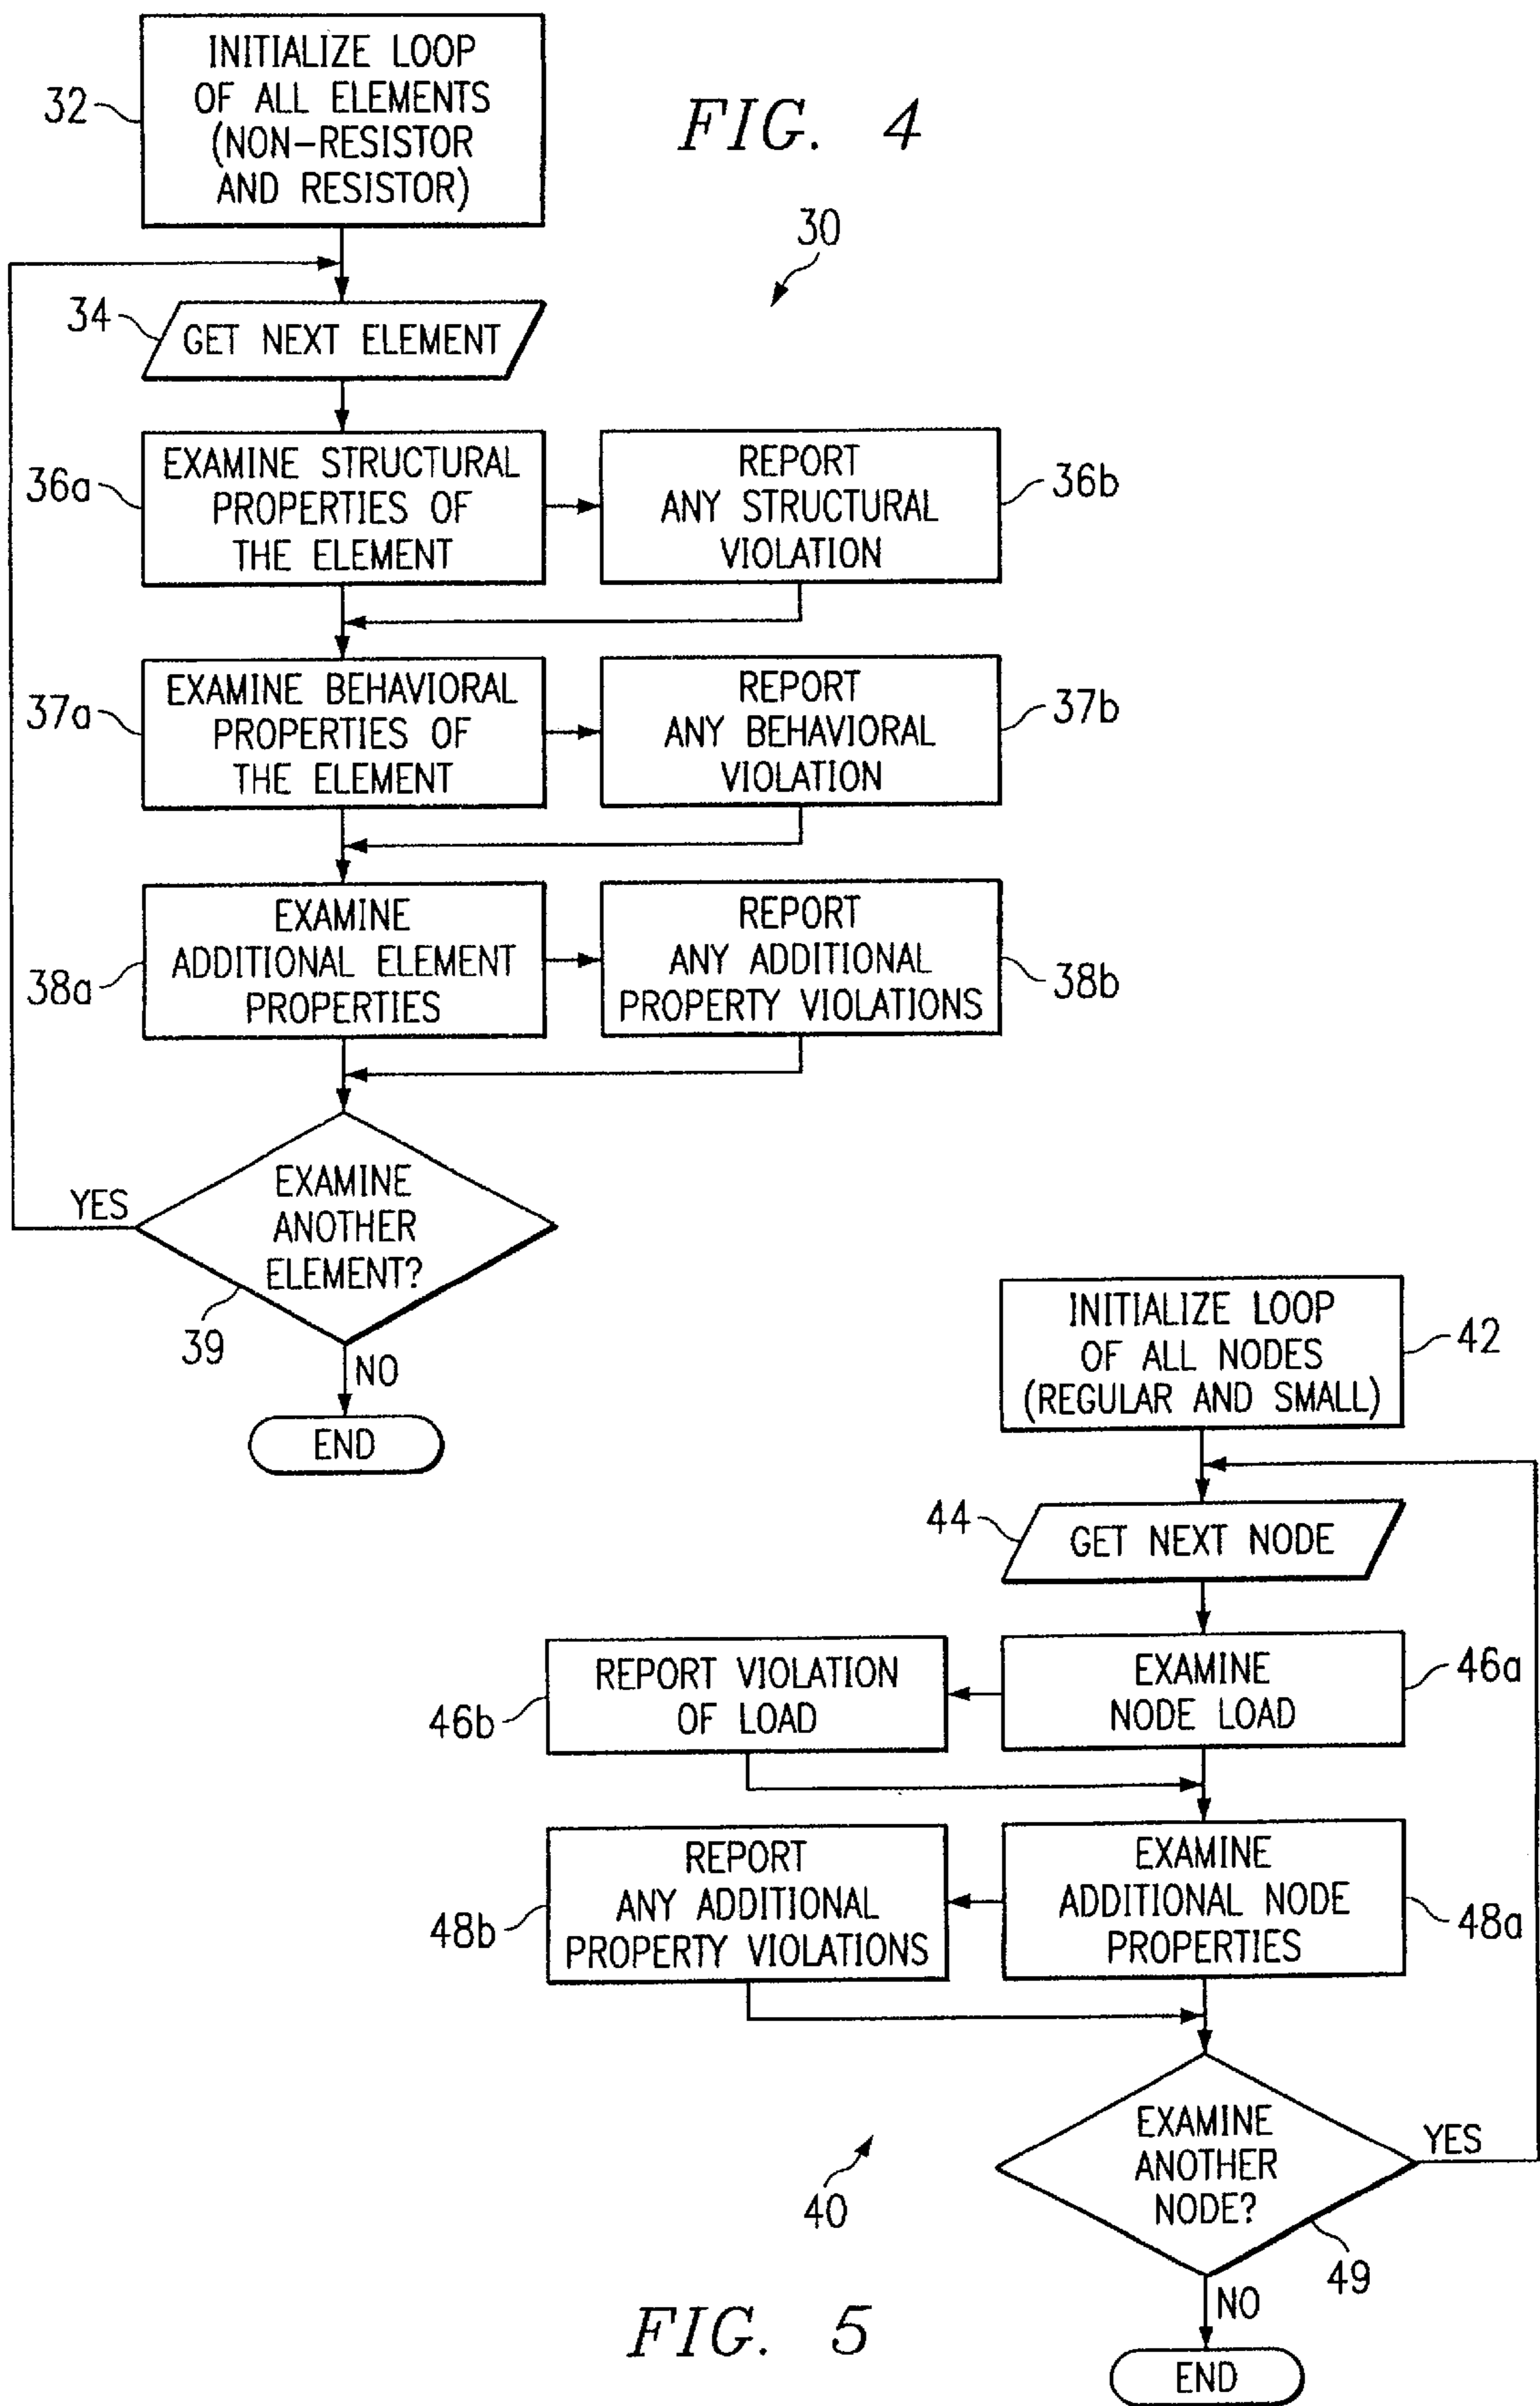 FIG. 4
30
32
INITIALIZE LOOP
OF ALL ELEMENTS
(NON-RESISTOR
AND RESISTOR)
34
GET NEXT ELEMENT
36a
EXAMINE STRUCTURAL
PROPERTIES OF
THE ELEMENT
REPORT
ANY STRUCTURAL
VIOLATION
36b
37a
EXAMINE BEHAVIORAL
PROPERTIES OF
THE ELEMENT
REPORT
ANY BEHAVIORAL
VIOLATION
37b
38a
EXAMINE
ADDITIONAL ELEMENT
PROPERTIES
REPORT
ANY ADDITIONAL
PROPERTY VIOLATIONS
38b
YES
EXAMINE
ANOTHER
ELEMENT?
39
NO
END
INITIALIZE LOOP
OF ALL NODES
(REGULAR AND SMALL)
42
44
GET NEXT NODE
46b
REPORT VIOLATION
OF LOAD
EXAMINE
NODE LOAD
46a
48b
REPORT
ANY ADDITIONAL
PROPERTY VIOLATIONS
EXAMINE
ADDITIONAL NODE
PROPERTIES
48a
40
EXAMINE
ANOTHER
NODE?
YES
49
NO
END
FIG. 5